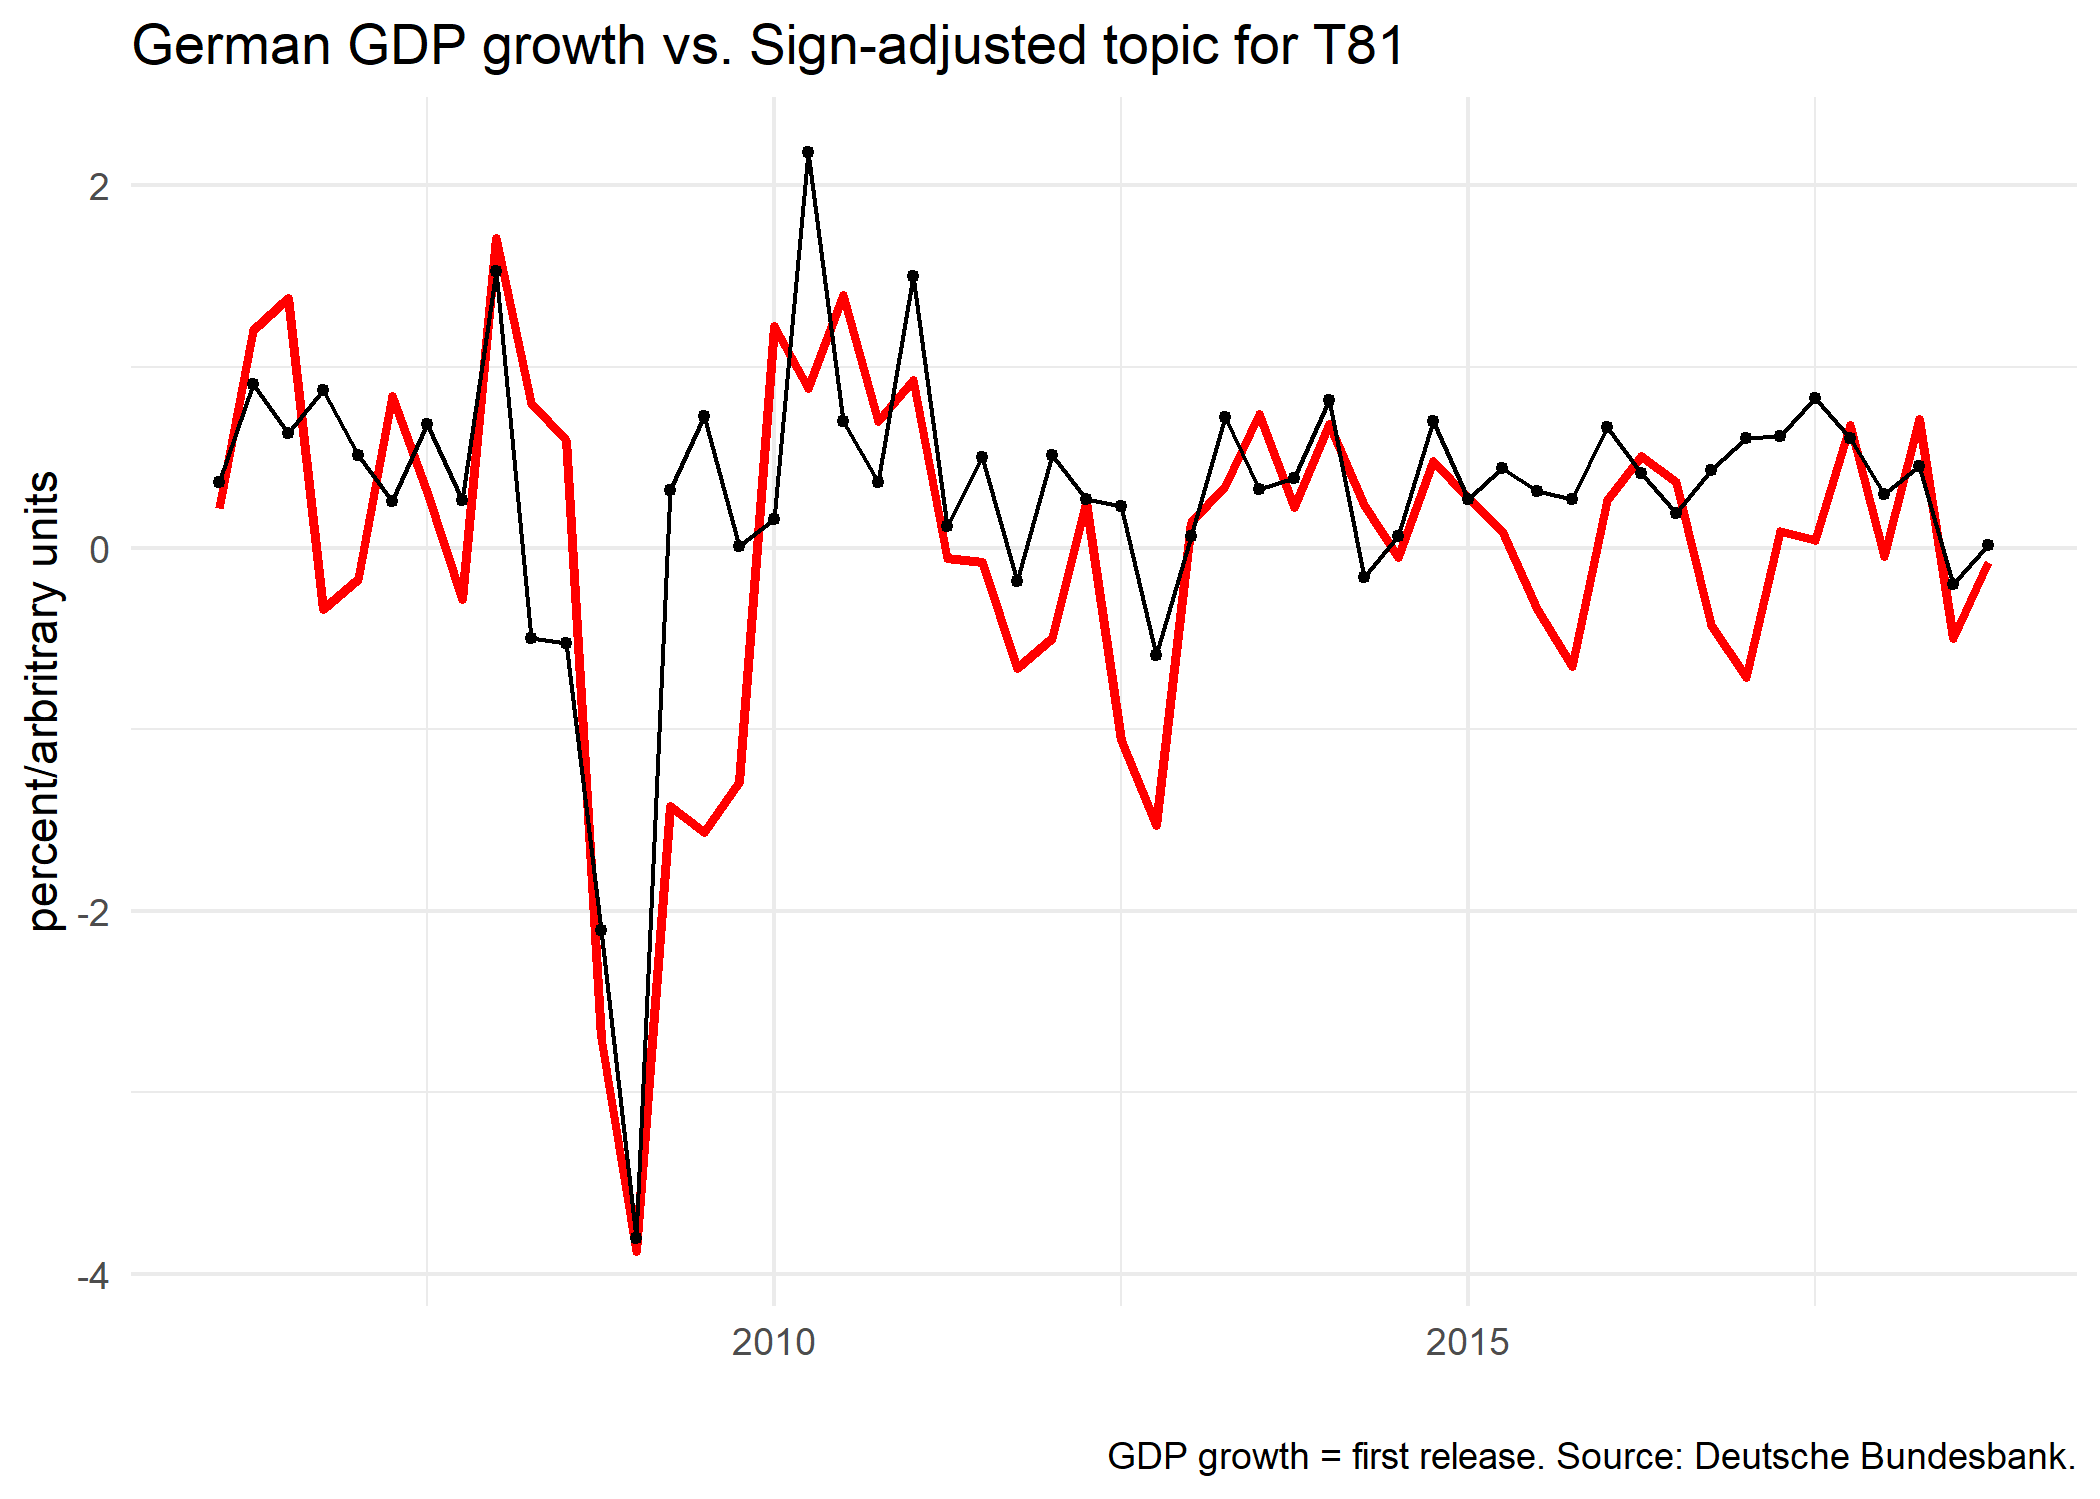 German GDP growth vs. Sign-adjusted topic for T81
percent/arbritrary units
2
0
-2
-4
2010
2015
GDP growth = first release. Source: Deutsche Bundesbank.